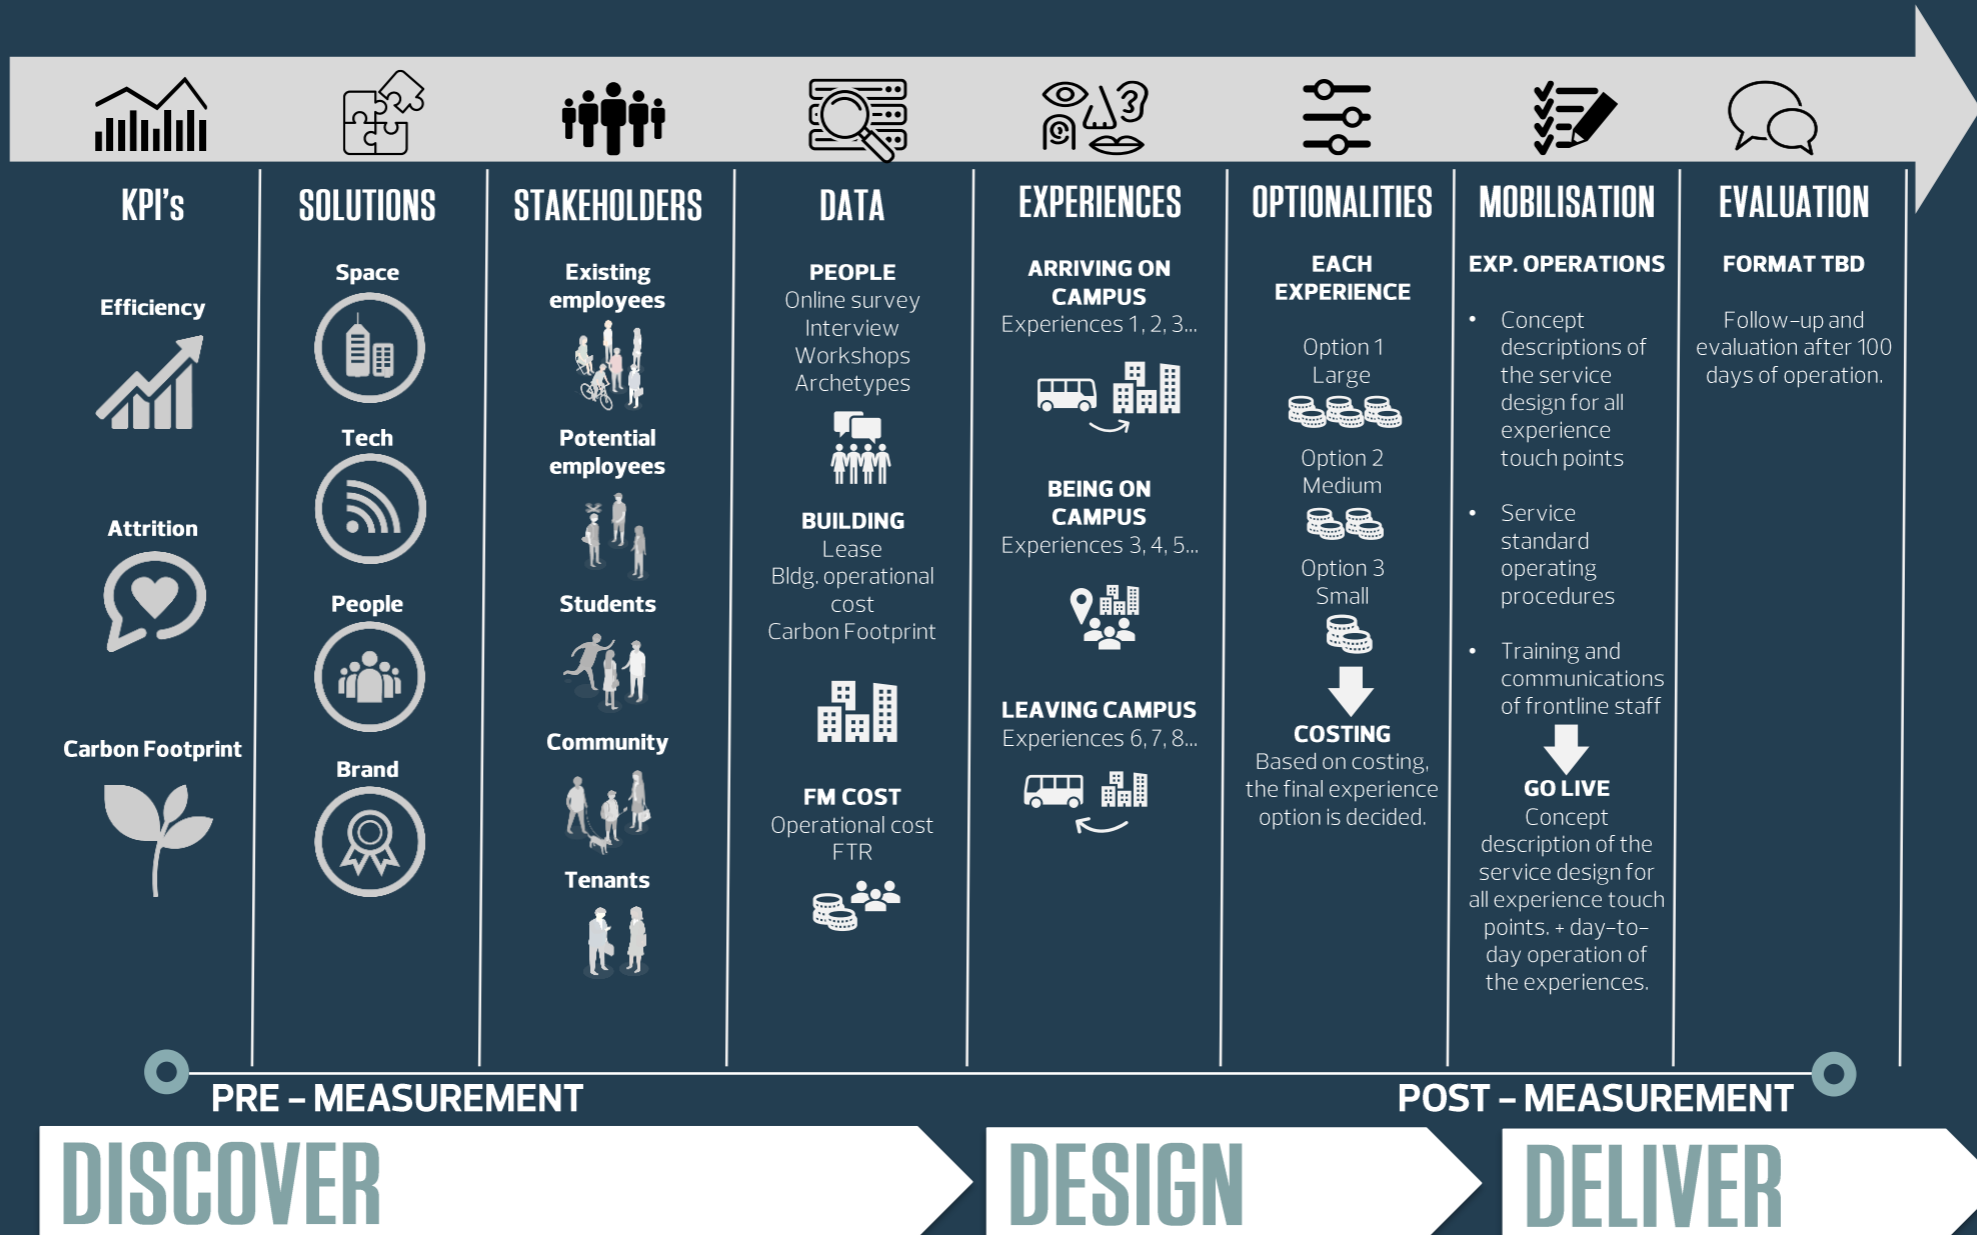 KPI's
Efficiency
Attrition
Carbon Footprint
SOLUTIONS
Space
Tech
People
Brand
STAKEHOLDERS
Existing
employees
Potential
employees
Students
Community
Tenants
DATA
PEOPLE
Online survey
Interview
Workshops
Archetypes
BUILDING
Lease
Bldg. operational
cost
Carbon Footprint
FM COST
Operational cost
FTR
EXPERIENCES
ARRIVING ON
CAMPUS
Experiences 1, 2, 3...
BEING ON
CAMPUS
Experiences 3, 4, 5...
LEAVING CAMPUS
Experiences 6, 7, 8...
OPTIONALITIES
EACH
EXPERIENCE
Option 1
Large
Option 2
Medium
Option 3
Small
COSTING
Based on costing,
the final experience
option is decided.
MOBILISATION
EXP. OPERATIONS
• Concept
descriptions of
the service
design for all
experience
touch points
• Service
standard
operating
procedures
• Training and
communications
of frontline staff
GO LIVE
Concept
description of the
service design for
all experience touch
points. + day-to-
day operation of
the experiences.
EVALUATION
FORMAT TBD
Follow-up and
evaluation after 100
days of operation.
PRE – MEASUREMENT
POST – MEASUREMENT
DISCOVER
DESIGN
DELIVER